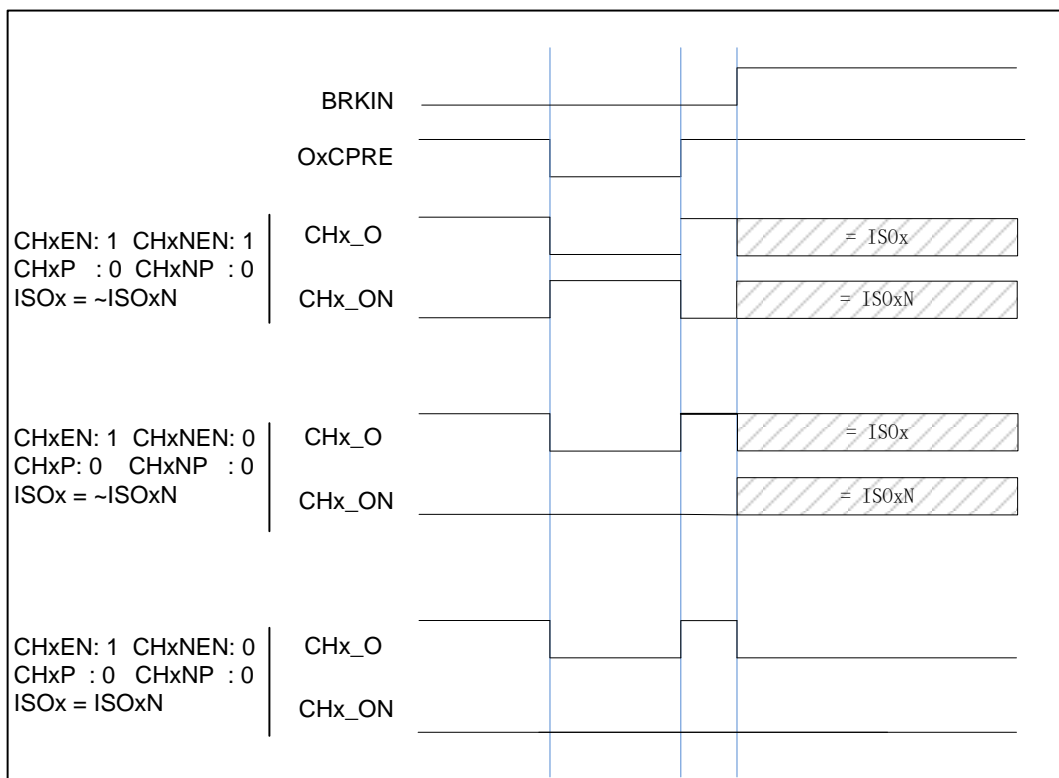 BRKIN
OxCPRE
CHxEN: 1 CHxNEN: 1
CHxP : 0 CHxNP : 0
ISOx = ~ISOxN
CHx_O
= ISOx
CHx_ON
= ISOxN
CHxEN: 1 CHxNEN: 0
CHxP: 0 CHxNP : 0
ISOx = ~ISOxN
CHx_O
= ISOx
CHx_ON
= ISOxN
CHxEN: 1 CHxNEN: 0
CHxP : 0 CHxNP : 0
ISOx = ISOxN
CHx_O
CHx_ON